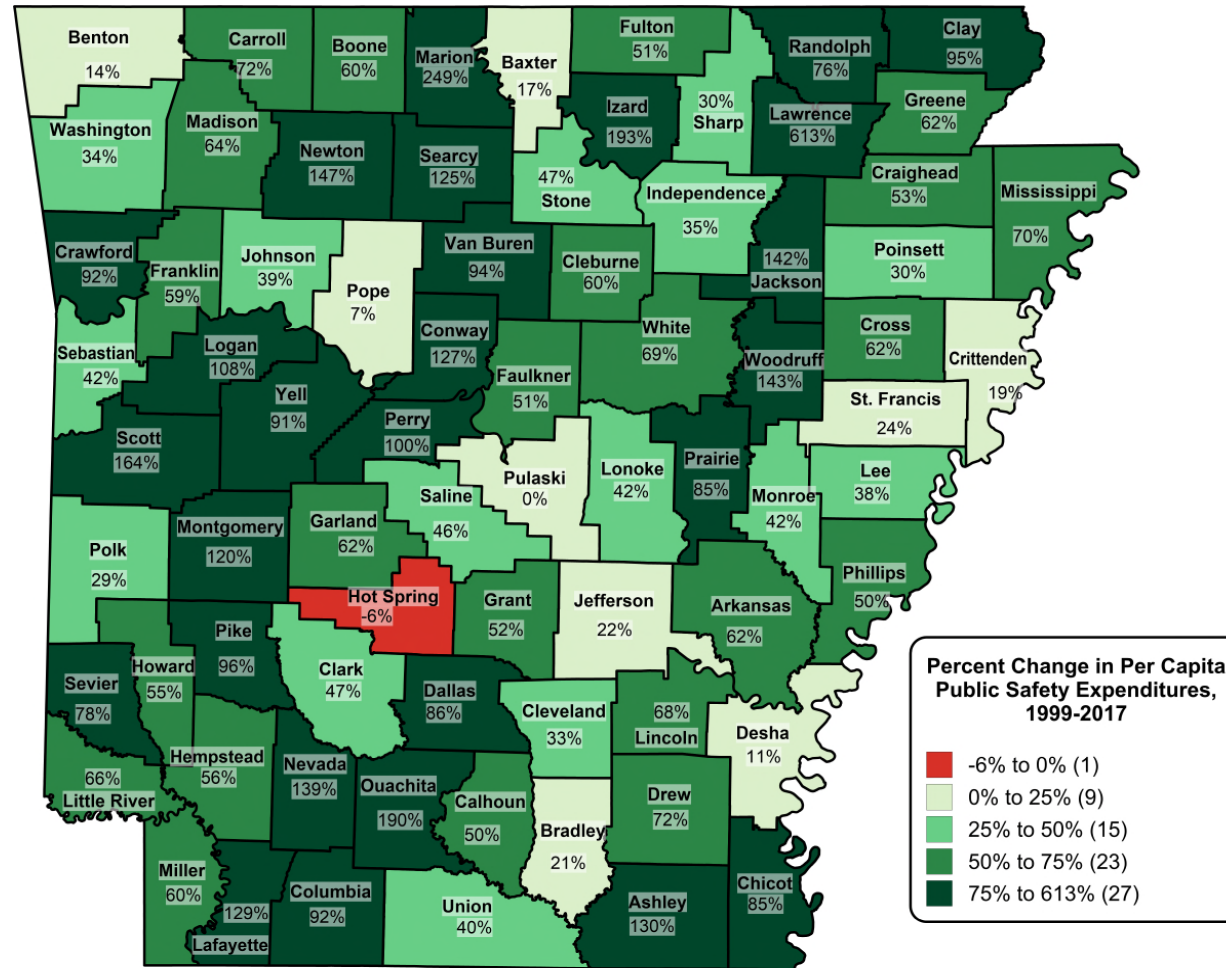 Benton
14%
Carroll
72%
Boone
60%
Marion
249%
Baxter
17%
Fulton
51%
Randolph
76%
Clay
95%
Washington
34%
Madison
64%
Newton
147%
Searcy
125%
47%
Stone
Izard
193%
30%
Sharp
Lawrence
613%
Greene
62%
Independence
35%
Craighead
53%
Mississippi
70%
Crawford
92%
Franklin
59%
Johnson
39%
Pope
7%
Van Buren
94%
Cleburne
60%
142%
Jackson
Poinsett
30%
Sebastian
42%
Logan
108%
Yell
91%
Conway
127%
Faulkner
51%
White
69%
Woodruff
143%
Cross
62%
Crittenden
19%
St. Francis
24%
Scott
164%
Perry
100%
Pulaski
0%
Lonoke
42%
Prairie
85%
Monroe
42%
Lee
38%
Polk
29%
Montgomery
120%
Garland
62%
Saline
46%
Hot Spring
-6%
Grant
52%
Jefferson
22%
Arkansas
62%
Phillips
50%
Sevier
78%
Howard
55%
Pike
96%
Clark
47%
Dallas
86%
Cleveland
33%
68%
Lincoln
Desha
11%
66%
Little River
Hempstead
56%
Nevada
139%
Ouachita
190%
Calhoun
50%
Bradley
21%
Drew
72%
Miller
60%
129%
Lafayette
Columbia
92%
Union
40%
Ashley
130%
Chicot
85%
Percent Change in Per Capita
Public Safety Expenditures,
1999-2017
-6% to 0% (1)
0% to 25% (9)
25% to 50% (15)
50% to 75% (23)
75% to 613% (27)